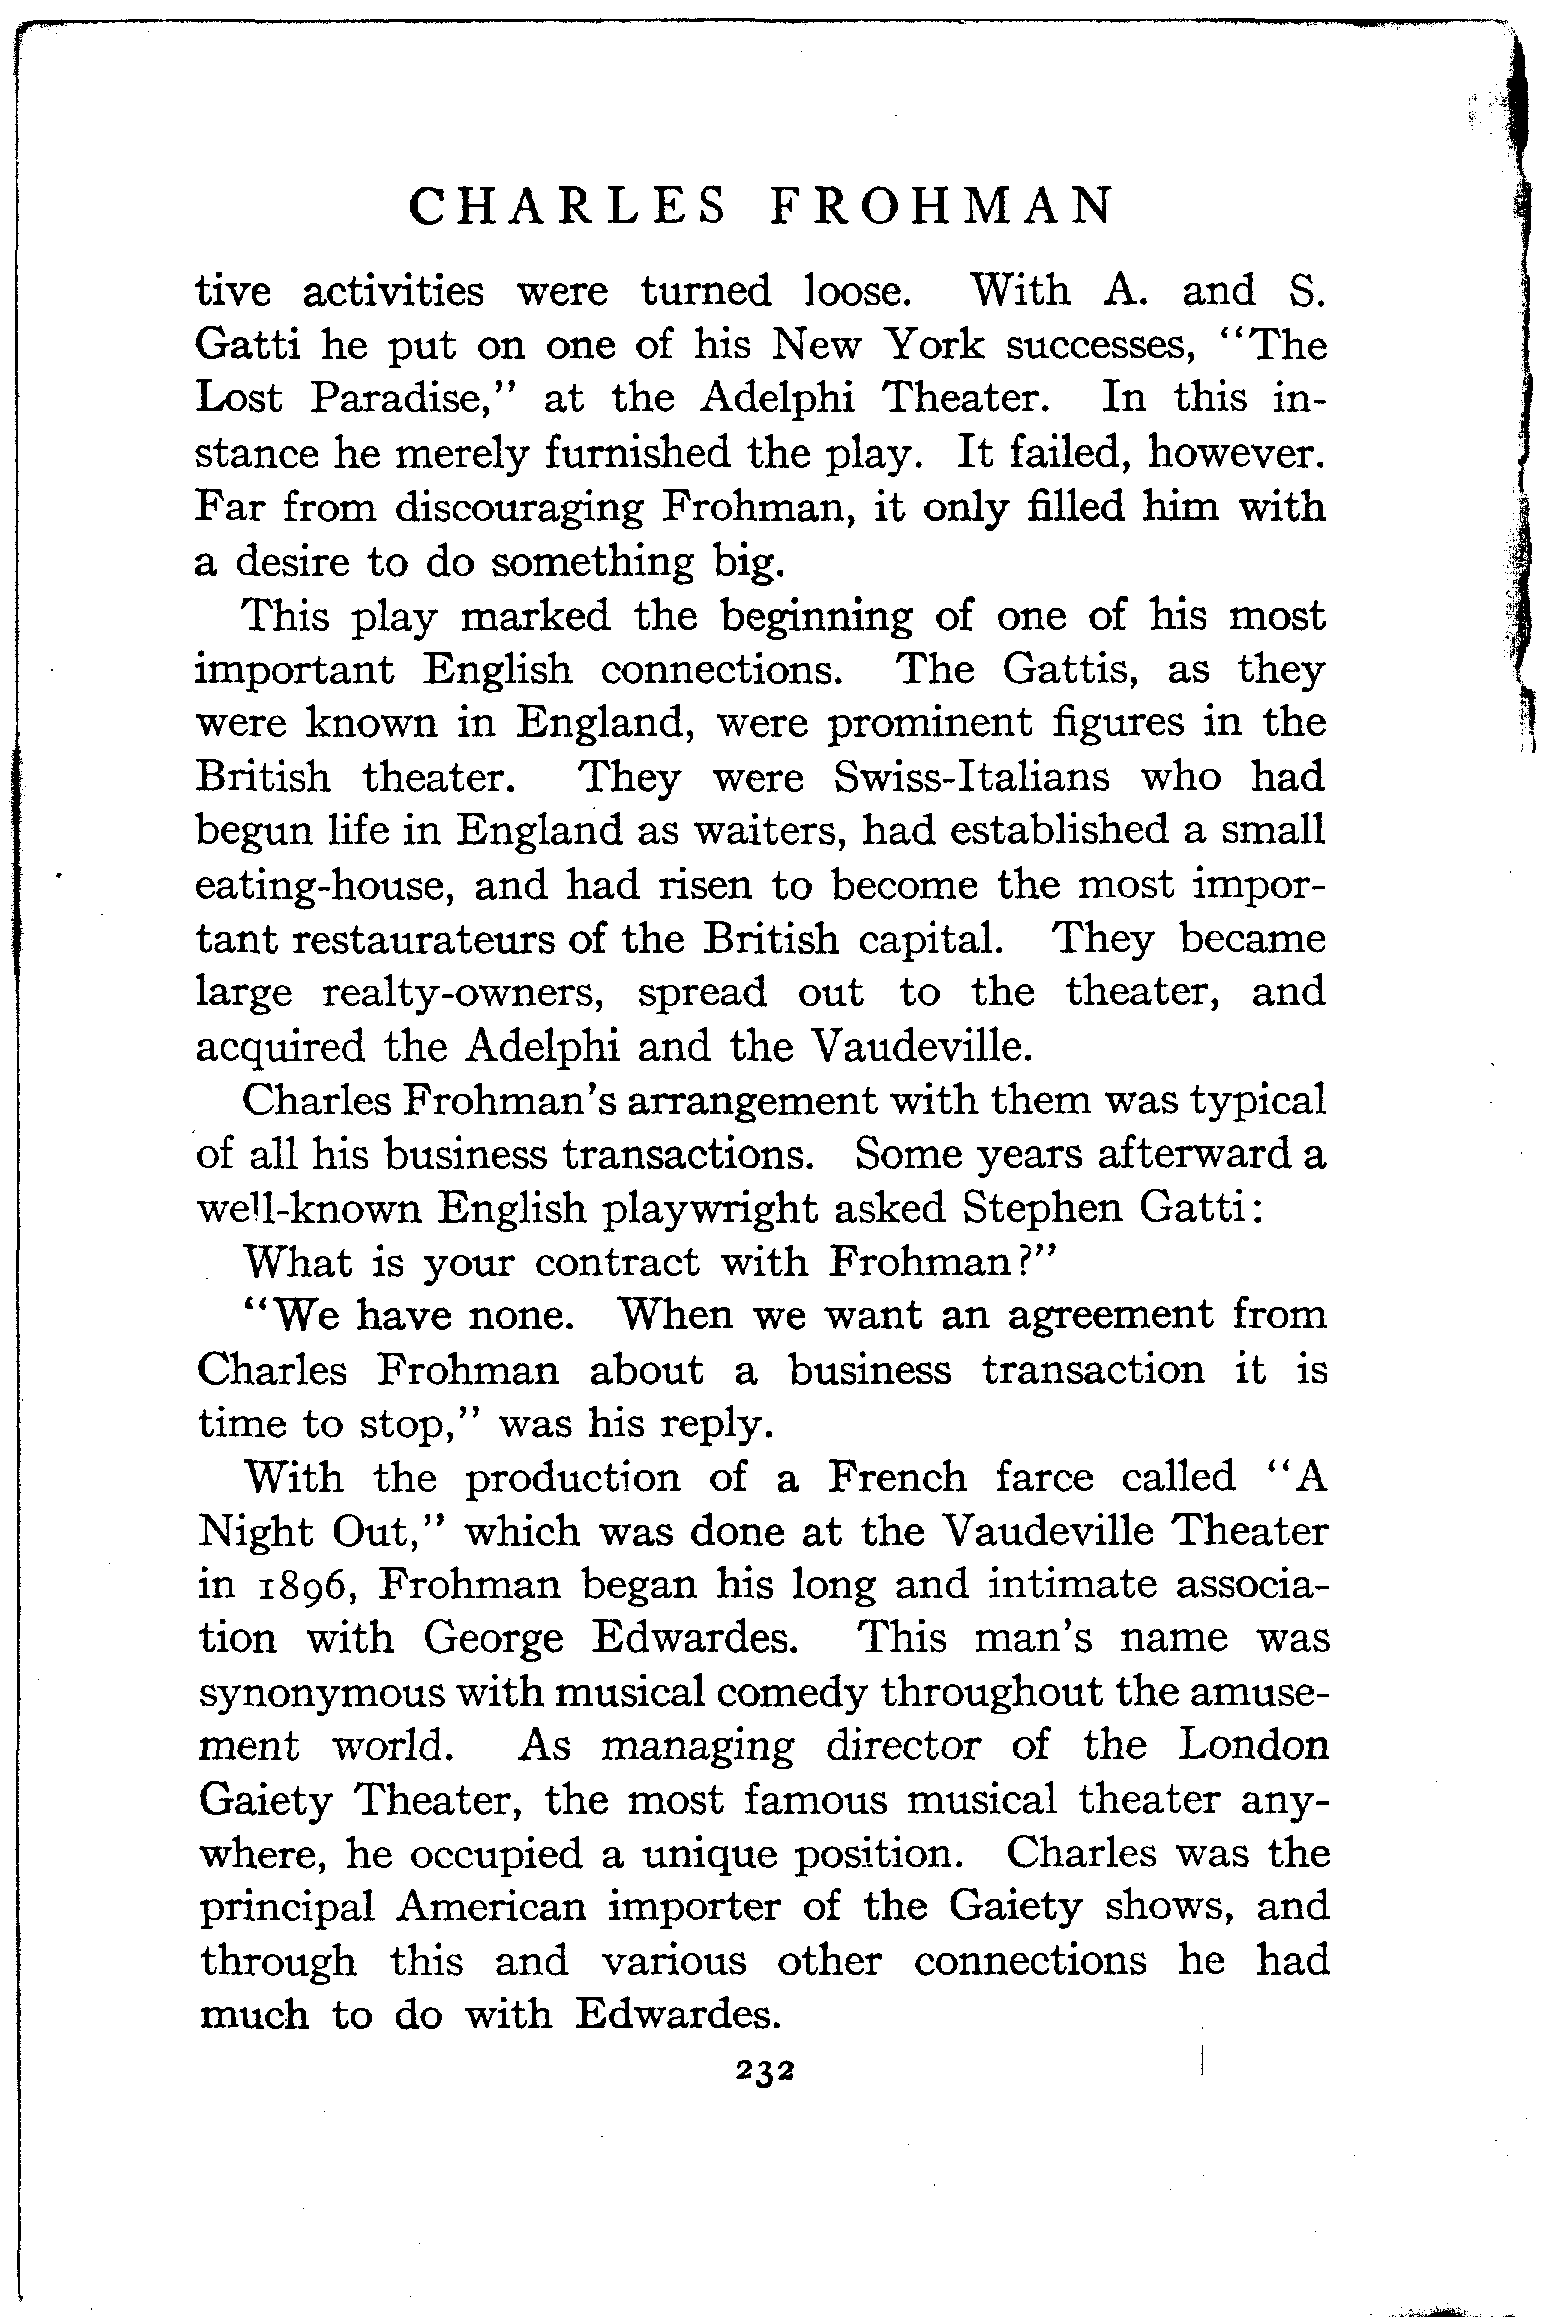 CHARLES FROHMAN
tive activities were turned loose. With A. and S.
Gatti he put on one of his New York successes, "The
Lost Paradise," at the Adelphi Theater. In this in-
stance he merely furnished the play. It failed, however.
Far from discouraging Frohman, it only filled him with
a desire to do something big.
This play marked the beginning of one of his most
important English connections. The Gattis, as they
were known in England, were prominent figures in the
British theater. They were Swiss-Italians who had
begun life in England as waiters, had established a small
eating-house, and had risen to become the most impor-
tant restaurateurs of the British capital. They became
large realty-owners, spread out to the theater, and
acquired the Adelphi and the Vaudeville.
Charles Frohman's arrangement with them was typical
of all his business transactions. Some years afterward a
well-known English playwright asked Stephen Gatti:
What is your contract with Frohman?"
"We have none. When we want an agreement from
Charles Frohman about a business transaction it is
time to stop," was his reply.
With the production of a French farce called "A
Night Out," which was done at the Vaudeville Theater
in 1896, Frohman began his long and intimate associa-
tion with George Edwardes. This man's name was
synonymous with musical comedy throughout the amuse-
ment world. As managing director of the London
Gaiety Theater, the most famous musical theater any-
where, he occupied a unique position. Charles was the
principal American importer of the Gaiety shows, and
through this and various other connections he had
much to do with Edwardes.
232